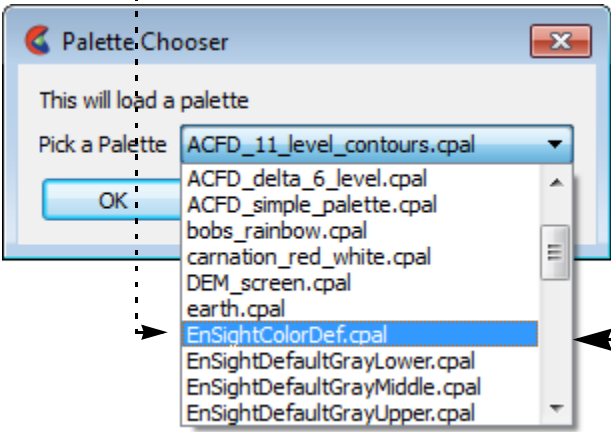 Palette Chooser
This will load a palette
Pick a Palette ACFD_11_level_contours.cpal
OK
ACFD_delta_6_level.cpal
ACFD_simple_palette.cpal
bobs_rainbow.cpal
carnation_red_white.cpal
DEM_screen.cpal
earth.cpal
EnSightColorDef.cpal
EnSightDefaultGrayLower.cpal
EnSightDefaultGrayMiddle.cpal
EnSightDefaultGrayUpper.cpal